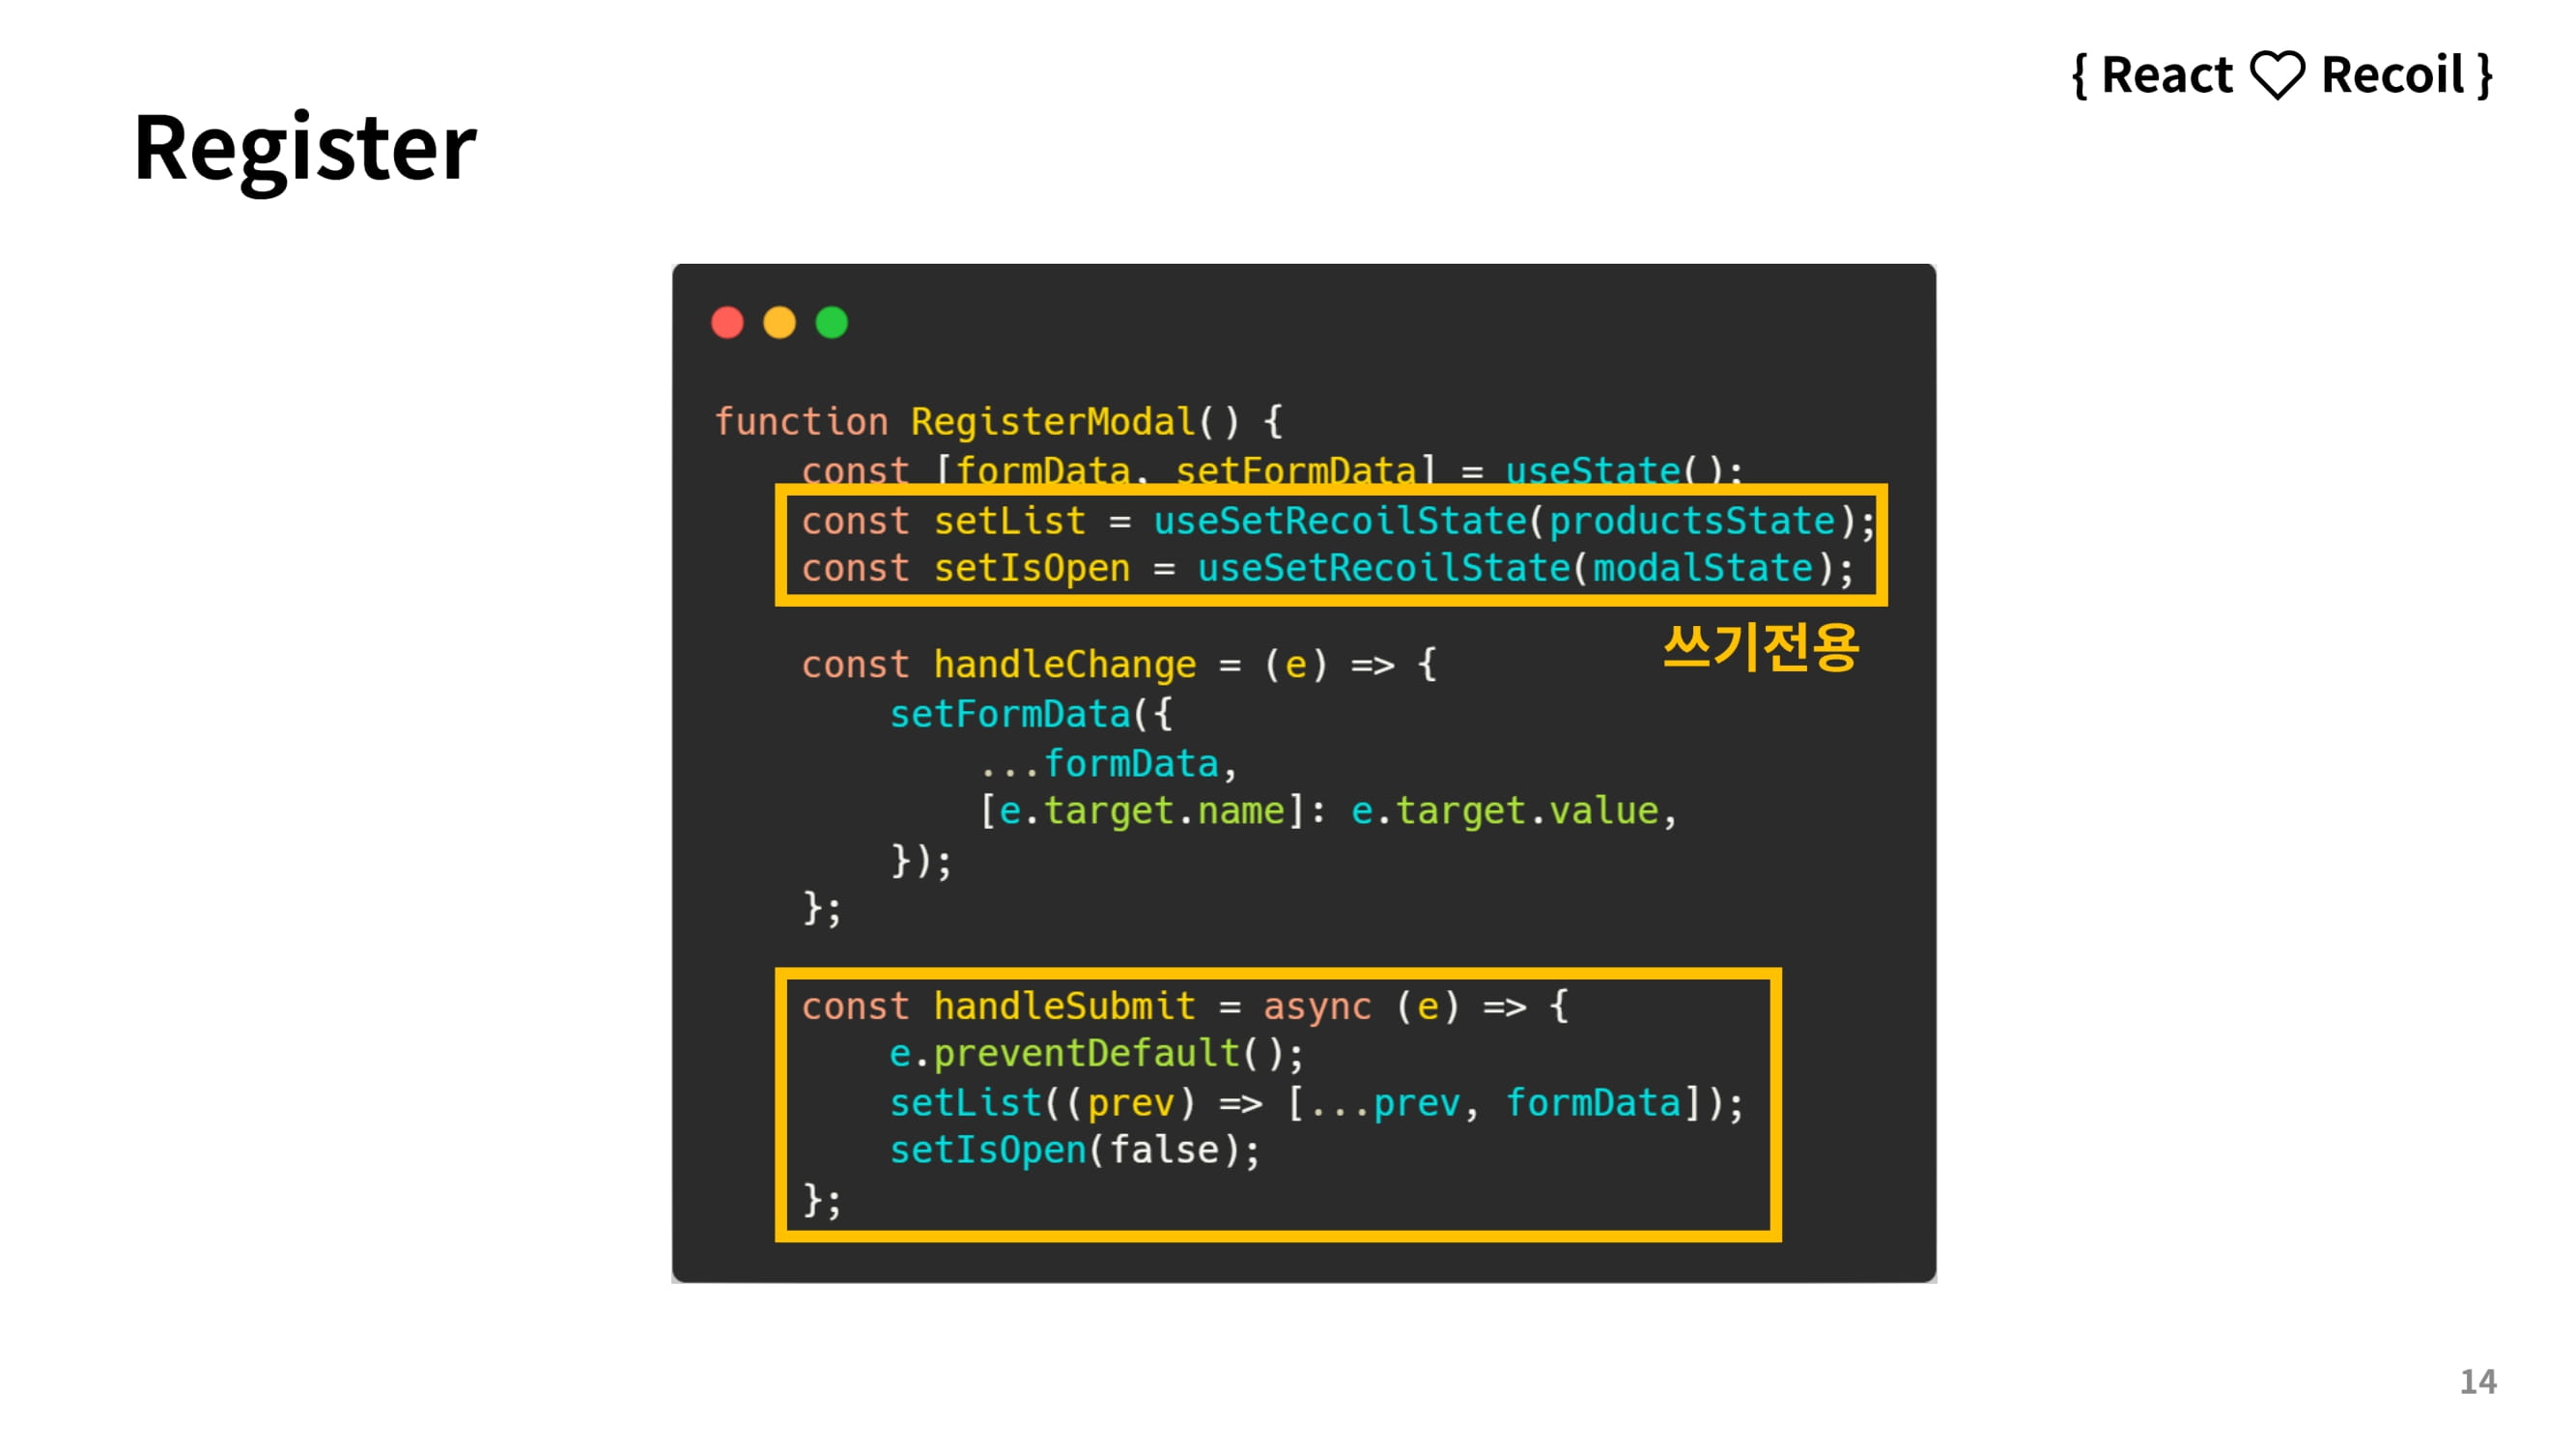 { React ♡ Recoil }
Register
function RegisterModal() {
const [formData, setFormData] = useState();
const setList = useSetRecoilState(productsState);
const setIsOpen = useSetRecoilState(modalState);
쓰기전용
const handleChange = (e) => {
setFormData({
...formData,
[e.target.name]: e.target.value,
});
};
const handleSubmit = async (e) => {
e.preventDefault();
setList((prev) => [...prev, formData]);
setIsOpen(false);
};
14